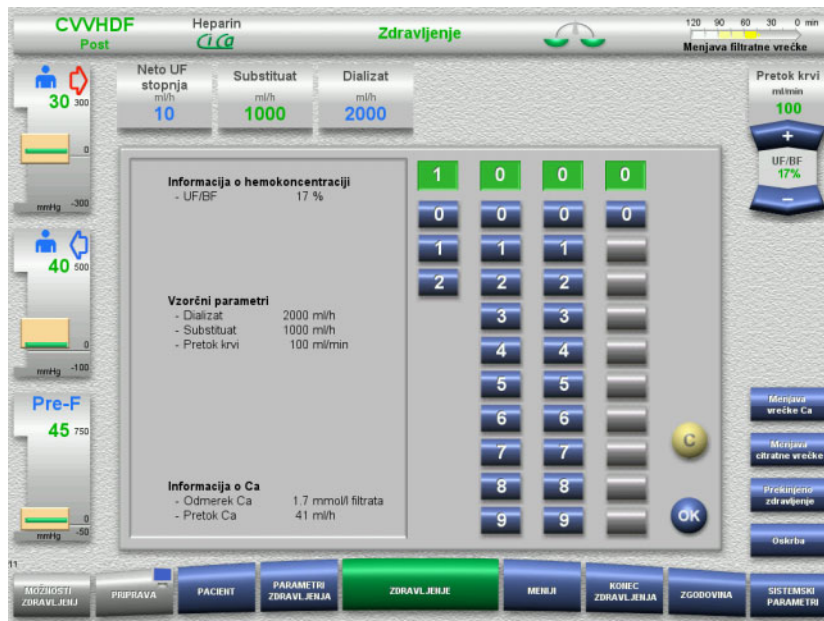 CVVHDF
Post
Heparin
CiCa
Zdravljenje
120 90 60 30 0 min
Menjava filtratne vrečke
30 300
0
mmHg -300
40 500
0
mmHg -100
Pre-F
45 750
0
mmHg -50
Neto UF
stopnja
ml/h
10
Substituat
ml/h
1000
Dializat
ml/h
2000
Pretok krvi
ml/min
100
+
UF/BF
17%
–
Informacija o hemokoncentraciji
- UF/BF 17 %
Vzorčni parametri
- Dializat 2000 ml/h
- Substituat 1000 ml/h
- Pretok krvi 100 ml/min
Informacija o Ca
- Odmerek Ca 1.7 mmol/l filtrata
- Pretok Ca 41 ml/h
1 0 0 0
0 0 0 0
1 1 1
2 2 2
3 3
4 4
5 5
6 6
7 7
8 8
9 9
C
OK
Menjava
vrečke Ca
Menjava
citratne vrečke
Prekinjeno
zdravljenje
Oskrba
11
MOŽNOSTI
ZDRAVLJENJ
PRIPRAVA
PACIENT
PARAMETRI
ZDRAVLJENJA
ZDRAVLJENJE
MENIJI
KONEC
ZDRAVLJENJA
ZGODOVINA
SISTEMSKI
PARAMETRI